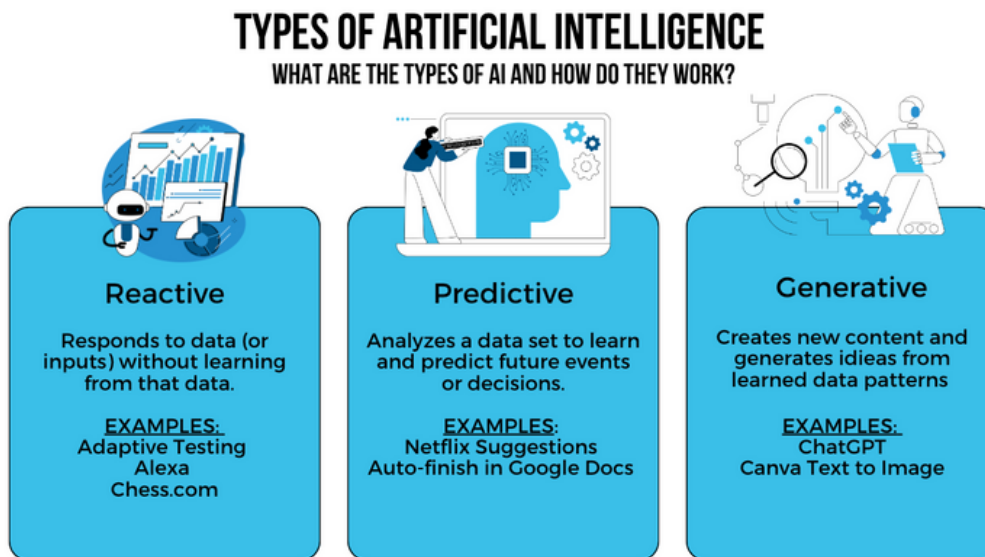 TYPES OF ARTIFICIAL INTELLIGENCE
WHAT ARE THE TYPES OF AI AND HOW DO THEY WORK?
Reactive
Responds to data (or
inputs) without learning
from that data.
EXAMPLES:
Adaptive Testing
Alexa
Chess.com
Predictive
Analyzes a data set to learn
and predict future events
or decisions.
EXAMPLES:
Netflix Suggestions
Auto-finish in Google Docs
Generative
Creates new content and
generates idieas from
learned data patterns
EXAMPLES:
ChatGPT
Canva Text to Image